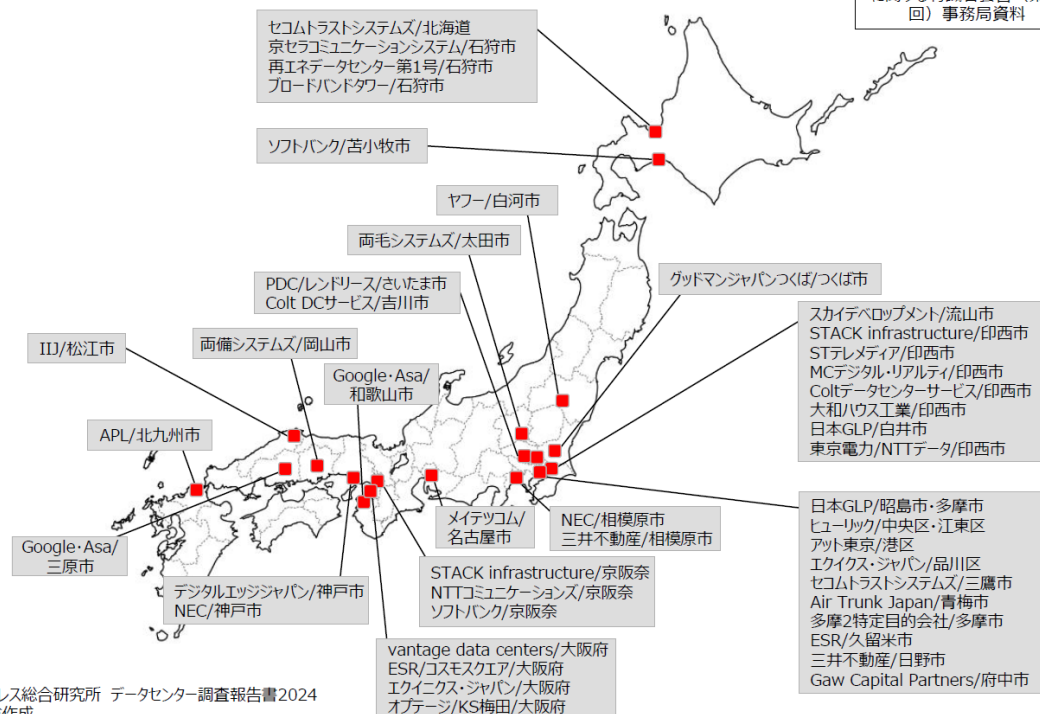 回）事務局資料
セコムトラストシステムズ/北海道
京セラコミュニケーションシステム/石狩市
再エネデータセンター第1号/石狩市
ブロードバンドタワー/石狩市
ソフトバンク/苫小牧市
ヤフー/白河市
両毛システムズ/太田市
PDC/レンドリース/さいたま市
Colt DCサービス/吉川市
グッドマンジャパンつくば/つくば市
スカイデベロップメント/流山市
STACK infrastructure/印西市
STテレメディア/印西市
MCデジタル・リアルティ/印西市
Coltデータセンターサービス/印西市
大和ハウス工業/印西市
日本GLP/白井市
東京電力/NTTデータ/印西市
IIJ/松江市
両備システムズ/岡山市
Google・Asa/
和歌山市
APL/北九州市
Google・Asa/
三原市
デジタルエッジジャパン/神戸市
NEC/神戸市
メイテツコム/
名古屋市
NEC/相模原市
三井不動産/相模原市
STACK infrastructure/京阪奈
NTTコミュニケーションズ/京阪奈
ソフトバンク/京阪奈
vantage data centers/大阪府
ESR/コスモスクエア/大阪府
エクイニクス・ジャパン/大阪府
オプテージ/KS梅田/大阪府
日本GLP/昭島市・多摩市
ヒューリック/中央区・江東区
アット東京/港区
エクイクス・ジャパン/品川区
セコムトラストシステムズ/三鷹市
Air Trunk Japan/青梅市
多摩2特定目的会社/多摩市
ESR/久留米市
三井不動産/日野市
Gaw Capital Partners/府中市
レス総合研究所 データセンター調査報告書2024
作成